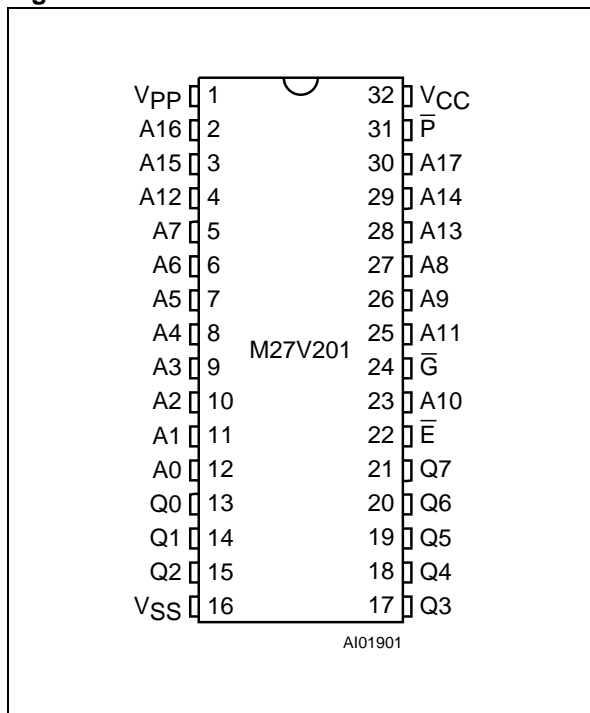 VPP 1 32 VCC
A16 2 31 P̅
A15 3 30 A17
A12 4 29 A14
A7 5 28 A13
A6 6 27 A8
A5 7 26 A9
A4 8 25 A11
M27V201
A3 9 24 G̅
A2 10 23 A10
A1 11 22 E̅
A0 12 21 Q7
Q0 13 20 Q6
Q1 14 19 Q5
Q2 15 18 Q4
VSS 16 17 Q3
AI01901